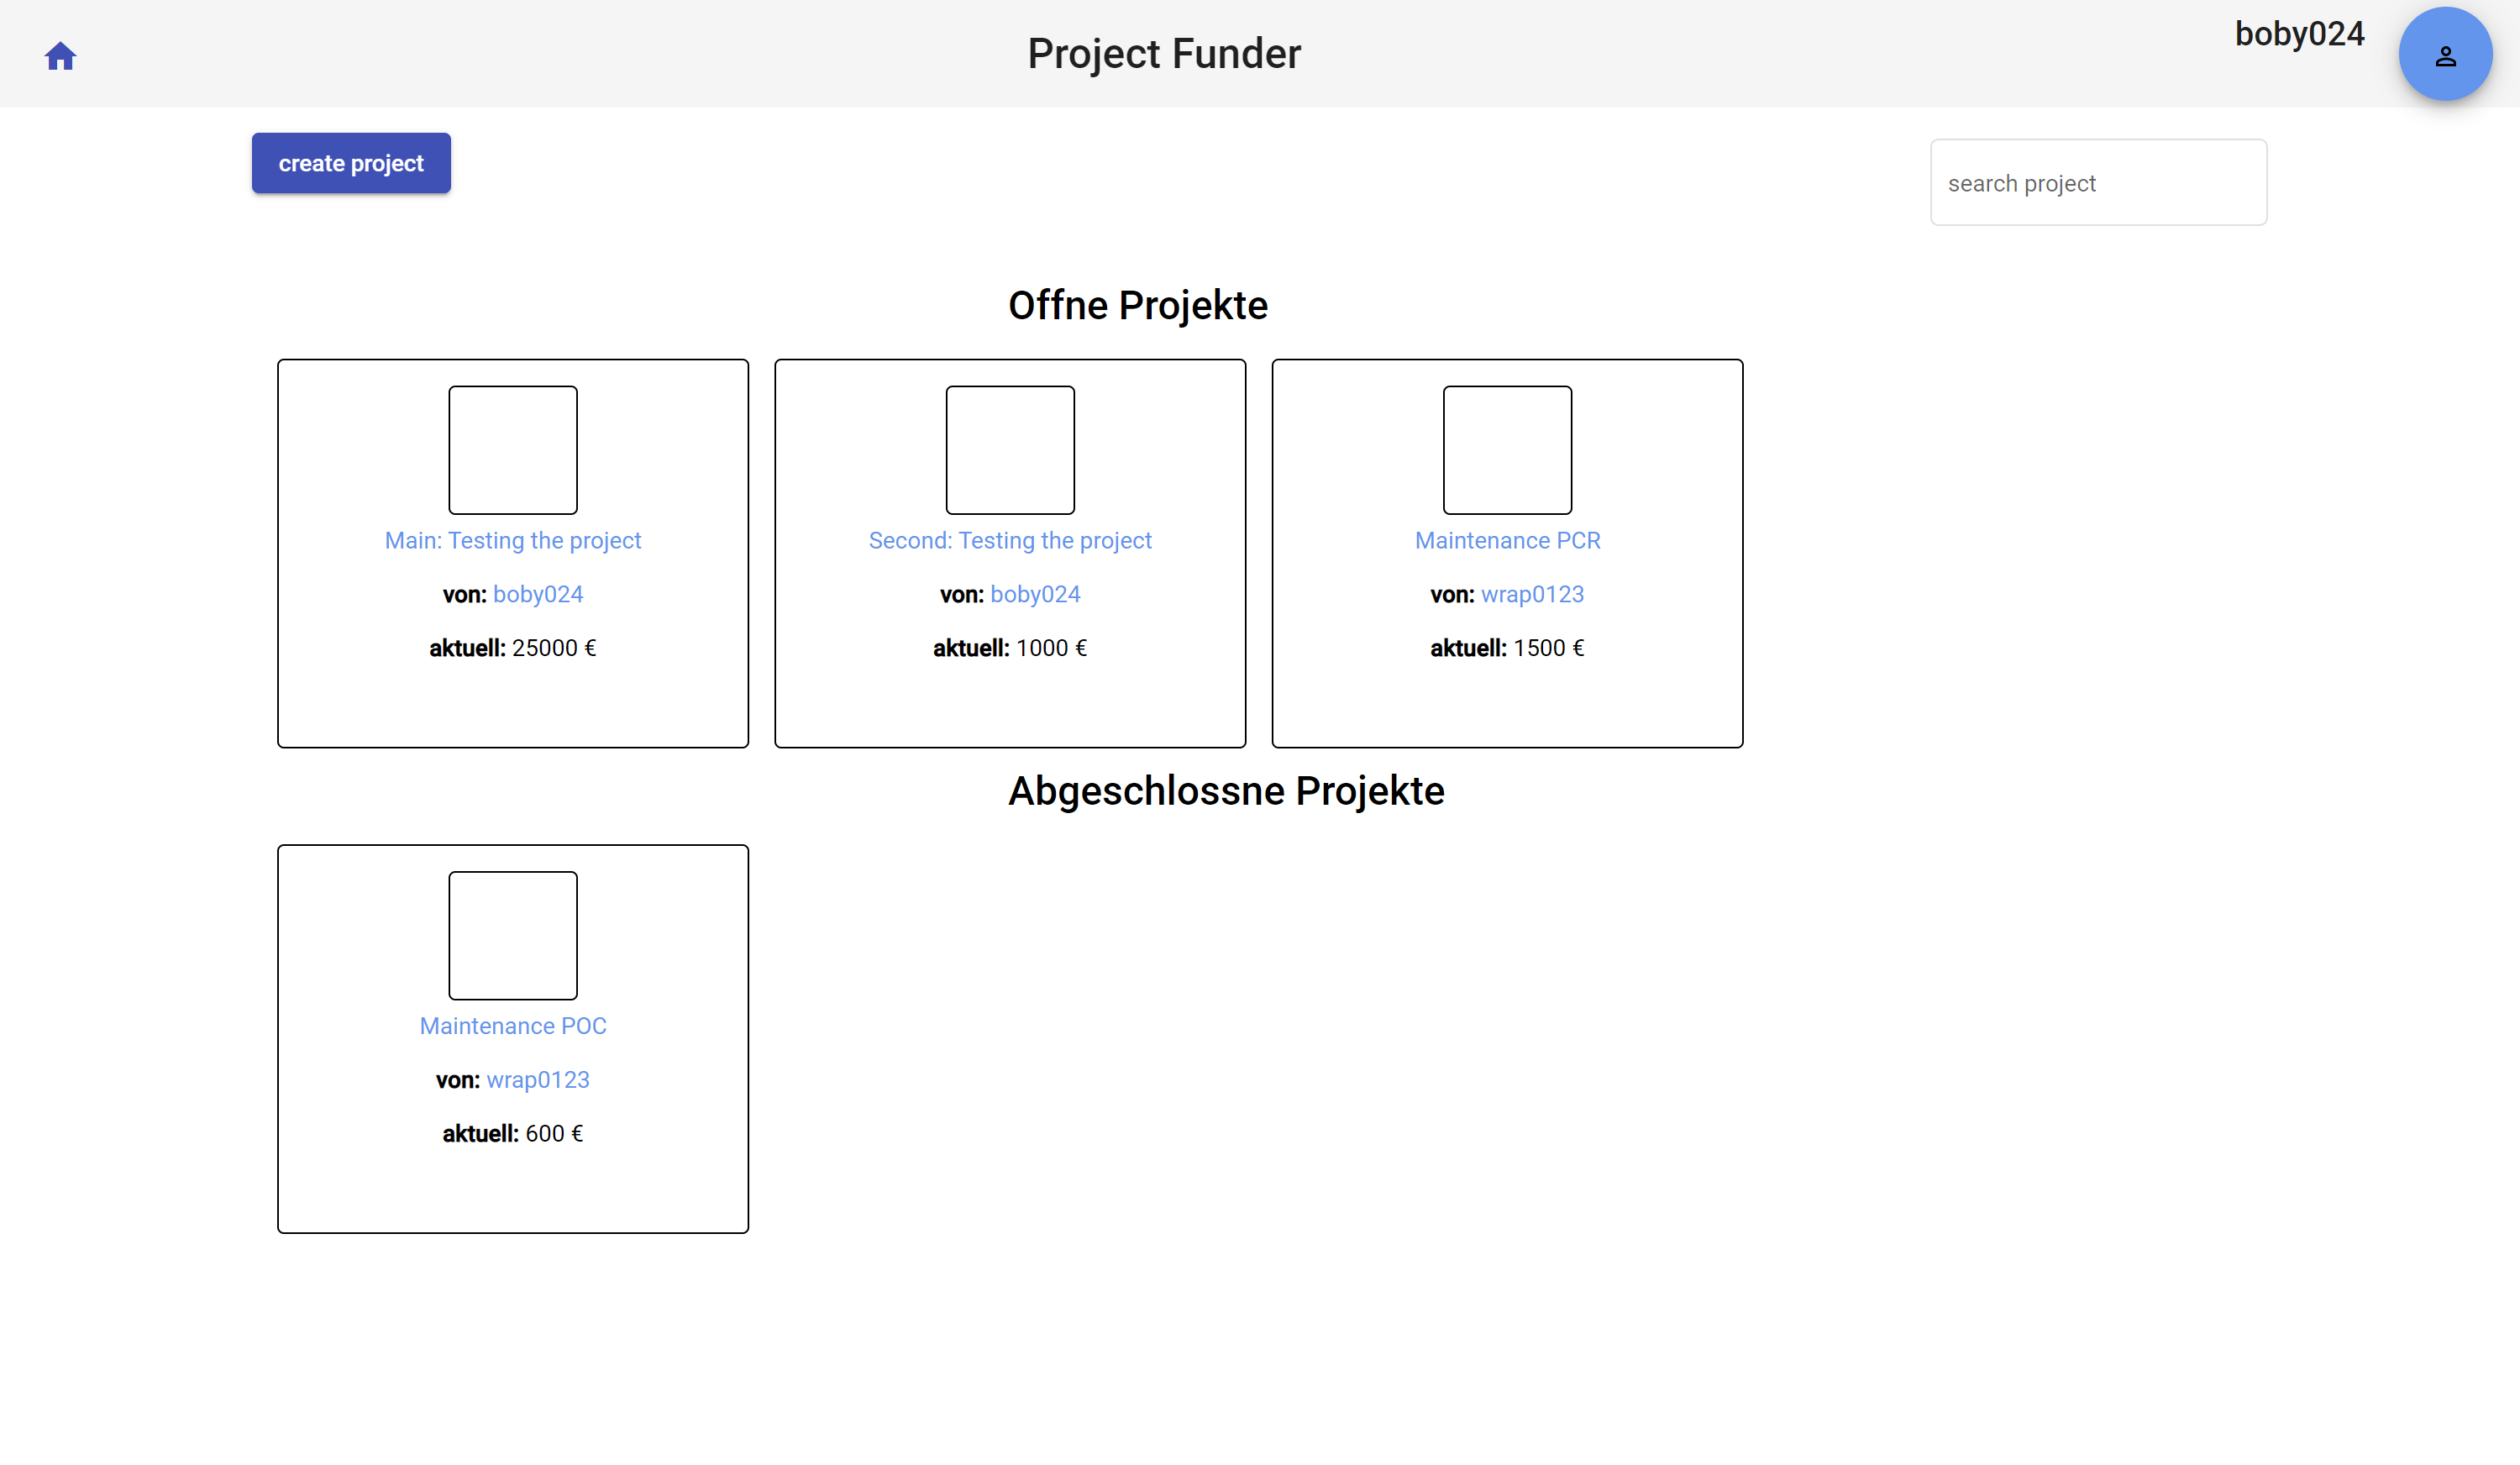 Project Funder
boby024
create project
search project
Offne Projekte
Main: Testing the project
von: boby024
aktuell: 25000 €
Second: Testing the project
von: boby024
aktuell: 1000 €
Maintenance PCR
von: wrap0123
aktuell: 1500 €
Abgeschlossne Projekte
Maintenance POC
von: wrap0123
aktuell: 600 €